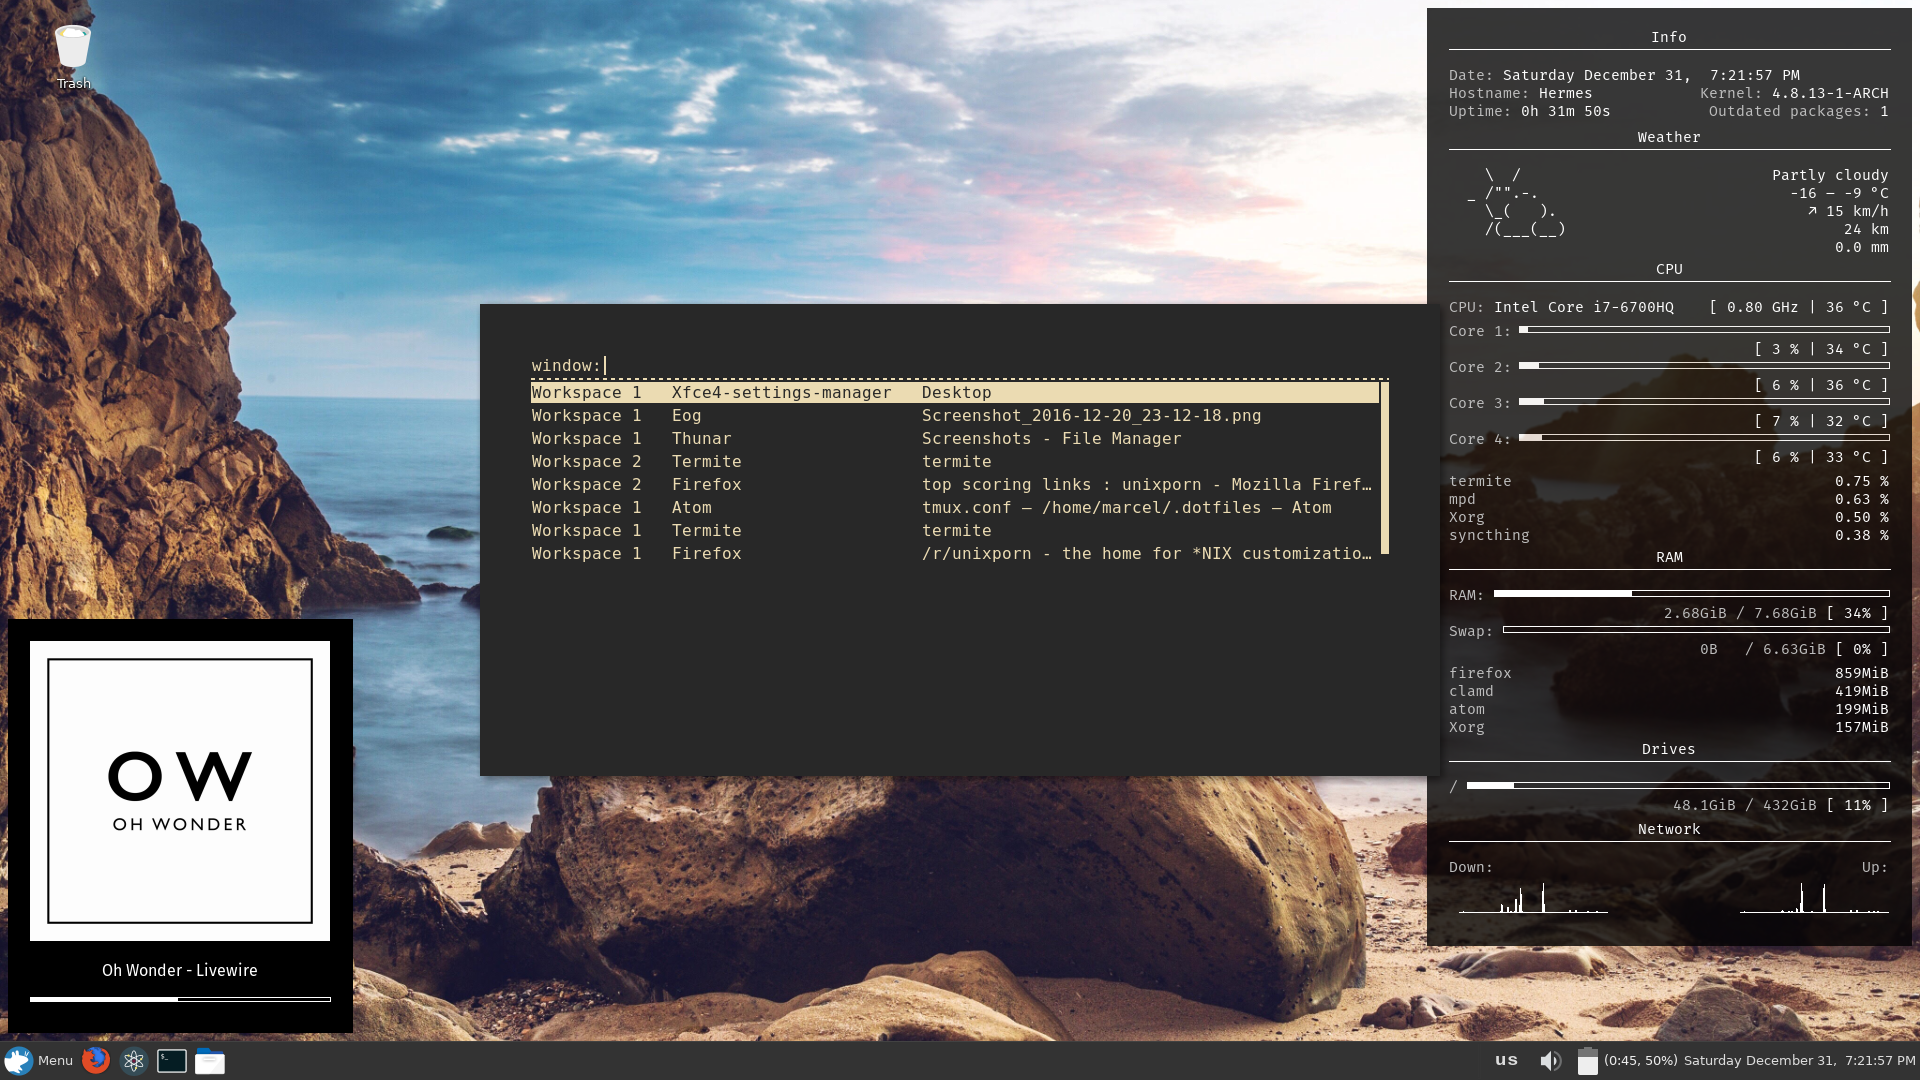 Trash
Info
Date: Saturday December 31,  7:21:57 PM
Hostname: Hermes Kernel: 4.8.13-1-ARCH
Uptime: 0h 31m 50s Outdated packages: 1
Weather
Partly cloudy
-16 – -9 °C
↗ 15 km/h
24 km
0.0 mm
CPU
CPU: Intel Core i7-6700HQ [ 0.80 GHz | 36 °C ]
Core 1:
[ 3 % | 34 °C ]
Core 2:
[ 6 % | 36 °C ]
Core 3:
[ 7 % | 32 °C ]
Core 4:
[ 6 % | 33 °C ]
termite 0.75 %
mpd 0.63 %
Xorg 0.50 %
syncthing 0.38 %
RAM
RAM:
2.68GiB / 7.68GiB [ 34% ]
Swap:
0B / 6.63GiB [ 0% ]
firefox 859MiB
clamd 419MiB
atom 199MiB
Xorg 157MiB
Drives
/
48.1GiB / 432GiB [ 11% ]
Network
Down: Up:
window:
Workspace 1 Xfce4-settings-manager Desktop
Workspace 1 Eog Screenshot_2016-12-20_23-12-18.png
Workspace 1 Thunar Screenshots - File Manager
Workspace 2 Termite termite
Workspace 2 Firefox top scoring links : unixporn - Mozilla Firef…
Workspace 1 Atom tmux.conf — /home/marcel/.dotfiles — Atom
Workspace 1 Termite termite
Workspace 1 Firefox /r/unixporn - the home for *NIX customizatio…
OW
OH WONDER
Oh Wonder - Livewire
Menu us (0:45, 50%) Saturday December 31,  7:21:57 PM